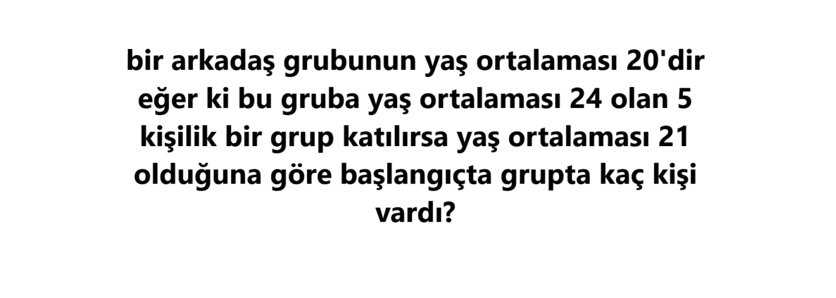 bir arkadaş grubunun yaş ortalaması 20'dir
eğer ki bu gruba yaş ortalaması 24 olan 5
kişilik bir grup katılırsa yaş ortalaması 21
olduğuna göre başlangıçta grupta kaç kişi
vardı?